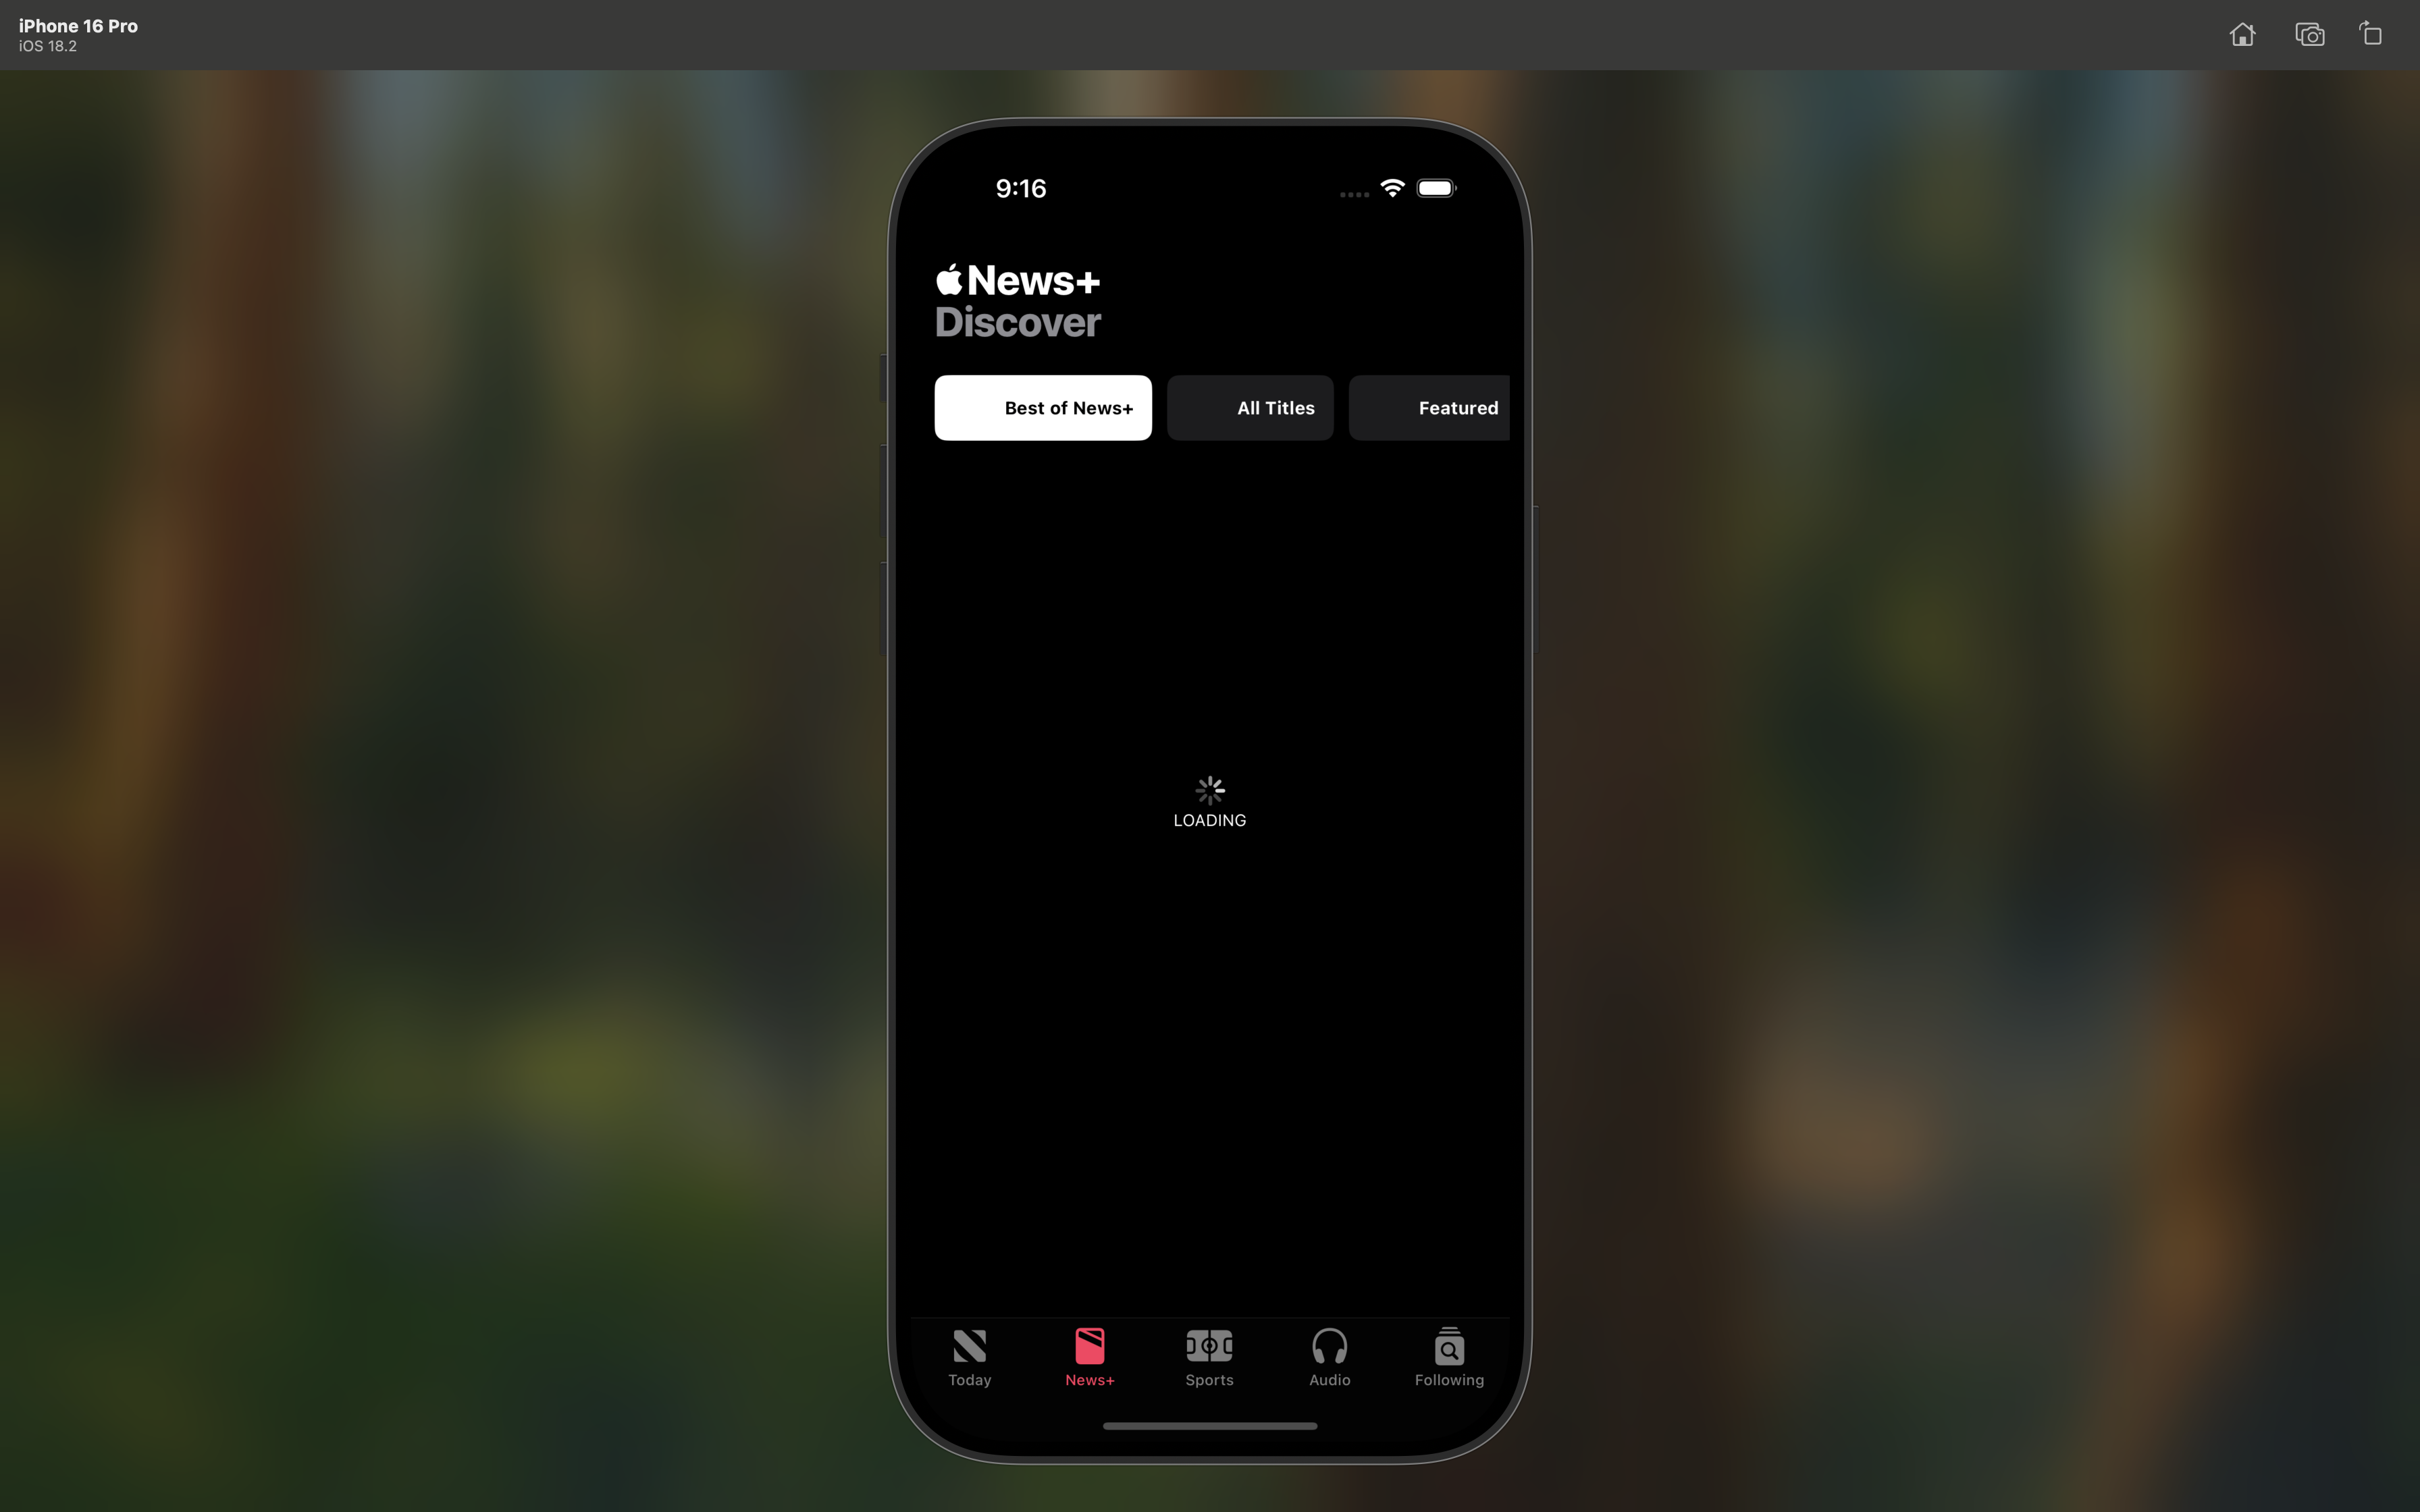 iPhone 16 Pro
iOS 18.2
9:16
News+
Discover
Best of News+
All Titles
Featured
LOADING
Today
News+
Sports
Audio
Following